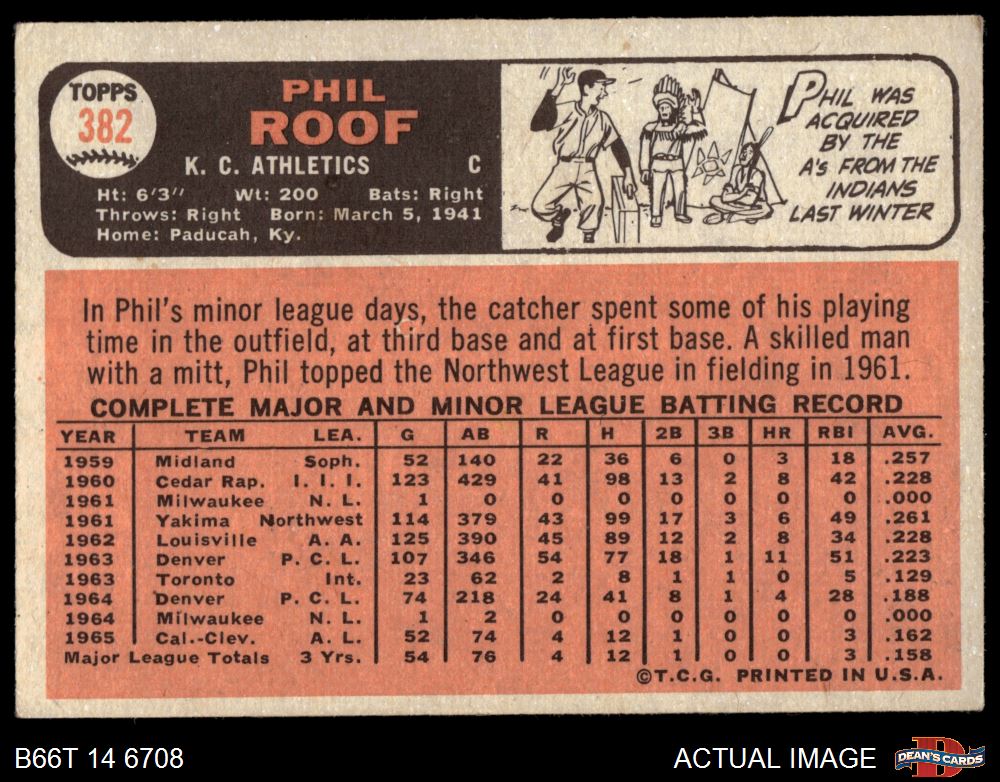 TOPPS
382
PHIL
ROOF
K. C. ATHLETICS C
Ht: 6'3" Wt: 200 Bats: Right
Throws: Right Born: March 5, 1941
Home: Paducah, Ky.
PHIL WAS
ACQUIRED
BY THE
A's FROM THE
INDIANS
LAST WINTER
In Phil's minor league days, the catcher spent some of his playing
time in the outfield, at third base and at first base. A skilled man
with a mitt, Phil topped the Northwest League in fielding in 1961.
COMPLETE MAJOR AND MINOR LEAGUE BATTING RECORD
YEAR TEAM LEA. G AB R H 2B 3B HR RBI AVG.
1959 Midland Soph. 52 140 22 36 6 0 3 18 .257
1960 Cedar Rap. I. I. I. 123 429 41 98 13 2 8 42 .228
1961 Milwaukee N. L. 1 0 0 0 0 0 0 0 .000
1961 Yakima Northwest 114 379 43 99 17 3 6 49 .261
1962 Louisville A. A. 125 390 45 89 12 2 8 34 .228
1963 Denver P. C. L. 107 346 54 77 18 1 11 51 .223
1963 Toronto Int. 23 62 2 8 1 1 0 5 .129
1964 Denver P. C. L. 74 218 24 41 8 1 4 28 .188
1964 Milwaukee N. L. 1 2 0 0 0 0 0 0 .000
1965 Cal.-Clev. A. L. 52 74 4 12 1 0 0 3 .162
Major League Totals 3 Yrs. 54 76 4 12 1 0 0 3 .158
©T.C.G. PRINTED IN U.S.A.
B66T 14 6708
ACTUAL IMAGE
D
DEAN'S CARDS